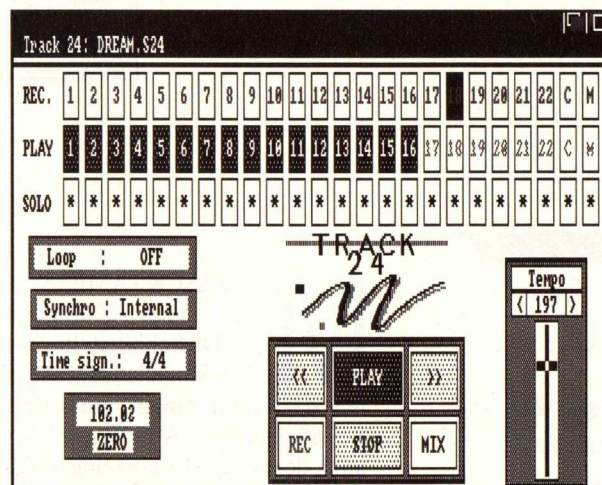 Track 24: DREAM.S24
REC. 1 2 3 4 5 6 7 8 9 10 11 12 13 14 15 16 17 18 19 20 21 22 C M
PLAY 1 2 3 4 5 6 7 8 9 10 11 12 13 14 15 16 17 18 19 20 21 22 C M
SOLO * * * * * * * * * * * * * * * * * * * * * * * *
Loop : OFF
Synchro : Internal
Time sign.: 4/4
102.02
ZERO
TRACK
24
<< PLAY >>
REC STOP MIX
Tempo
< 197 >